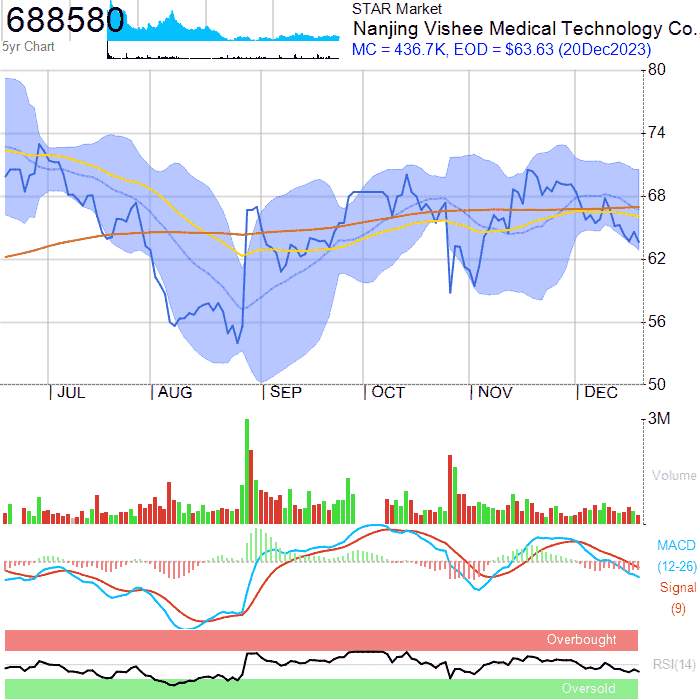 688580
5yr Chart
STAR Market
Nanjing Vishee Medical Technology Co..
MC = 436.7K, EOD = $63.63 (20Dec2023)
80
74
68
62
56
50
| JUL | AUG | SEP | OCT | NOV | DEC
3M
Volume
MACD
(12-26)
Signal
(9)
Overbought
RSI(14)
Oversold